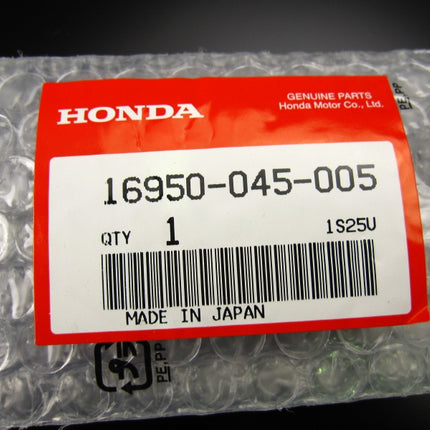 HONDA
GENUINE PARTS
Honda Motor Co., Ltd.
16950-045-005
QTY 1 1S25U
MADE IN JAPAN
PE,PP
PE,PP